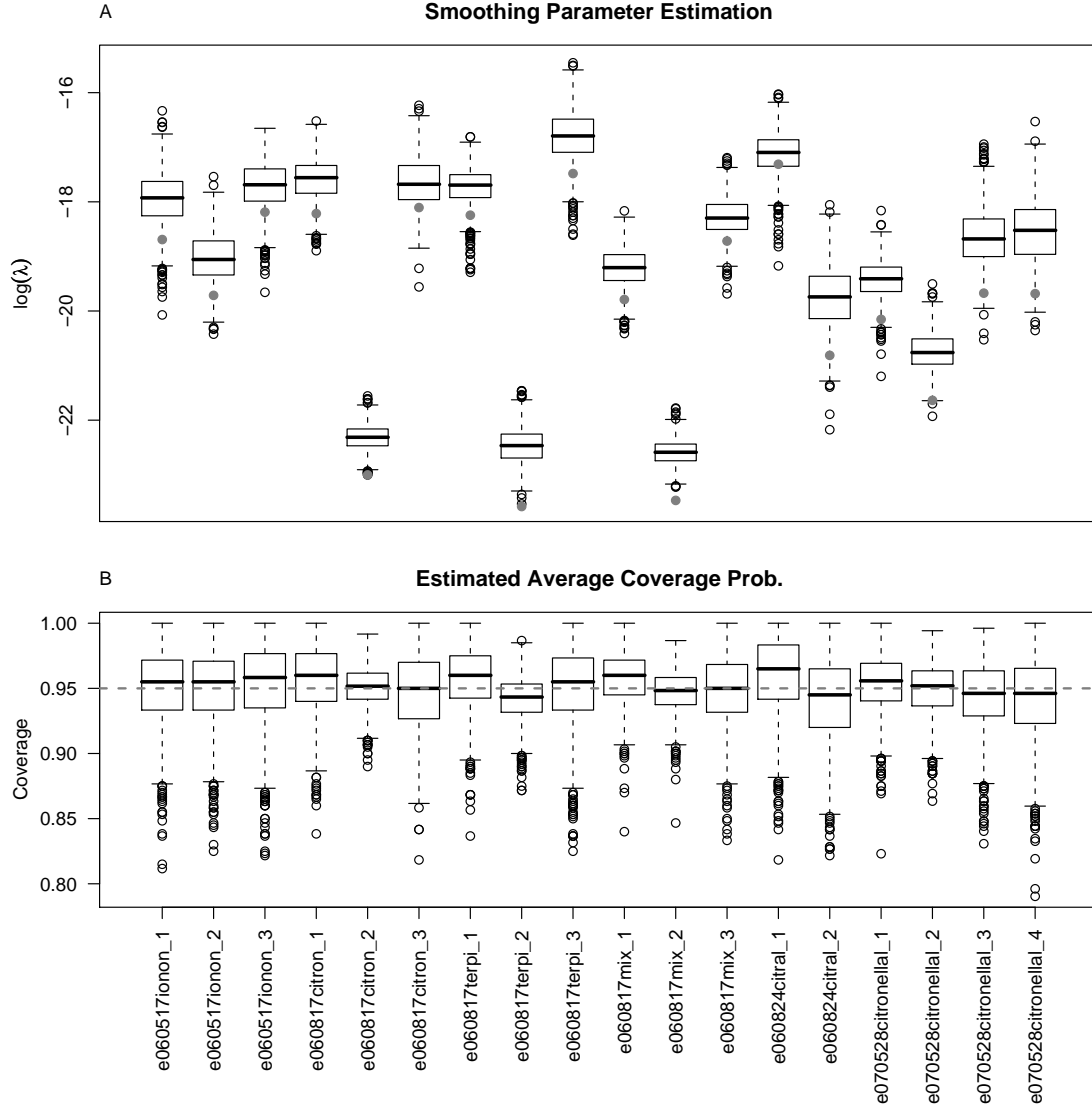 A
Smoothing Parameter Estimation
log(λ)
−16
−18
−20
−22
B
Estimated Average Coverage Prob.
Coverage
1.00
0.95
0.90
0.85
0.80
e060517ionon_1
e060517ionon_2
e060517ionon_3
e060817citron_1
e060817citron_2
e060817citron_3
e060817terpi_1
e060817terpi_2
e060817terpi_3
e060817mix_1
e060817mix_2
e060817mix_3
e060824citral_1
e060824citral_2
e070528citronellal_1
e070528citronellal_2
e070528citronellal_3
e070528citronellal_4